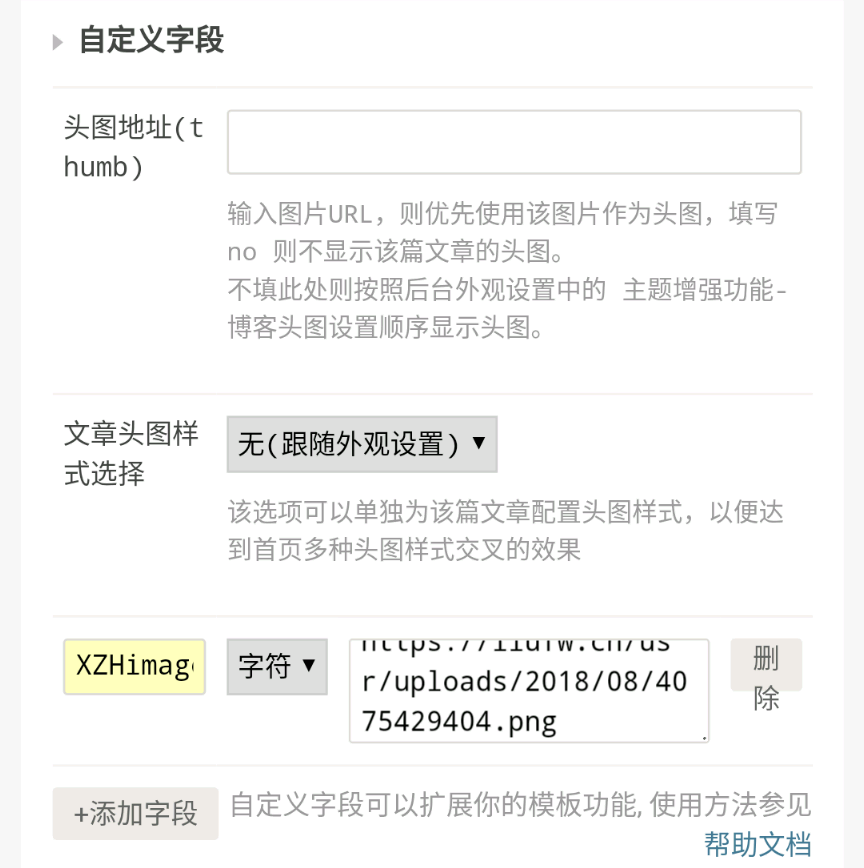 自定义字段
头图地址(t
humb)
输入图片URL，则优先使用该图片作为头图，填写
no 则不显示该篇文章的头图。
不填此处则按照后台外观设置中的 主题增强功能-
博客头图设置顺序显示头图。
文章头图样
式选择
无(跟随外观设置)
该选项可以单独为该篇文章配置头图样式，以便达
到首页多种头图样式交叉的效果
XZHimag
字符
r/uploads/2018/08/40
75429404.png
删
除
+添加字段
自定义字段可以扩展你的模板功能, 使用方法参见
帮助文档